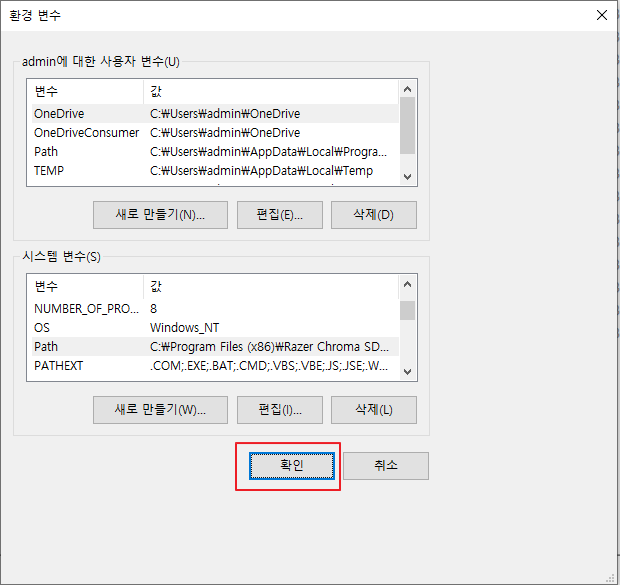 환경 변수
admin에 대한 사용자 변수(U)
변수 값
OneDrive C:₩Users₩admin₩OneDrive
OneDriveConsumer C:₩Users₩admin₩OneDrive
Path C:₩Users₩admin₩AppData₩Local₩Progra...
TEMP C:₩Users₩admin₩AppData₩Local₩Temp
새로 만들기(N)... 편집(E)... 삭제(D)
시스템 변수(S)
변수 값
NUMBER_OF_PRO... 8
OS Windows_NT
Path C:₩Program Files (x86)₩Razer Chroma SD...
PATHEXT .COM;.EXE;.BAT;.CMD;.VBS;.VBE;.JS;.JSE;.W...
새로 만들기(W)... 편집(I)... 삭제(L)
확인 취소